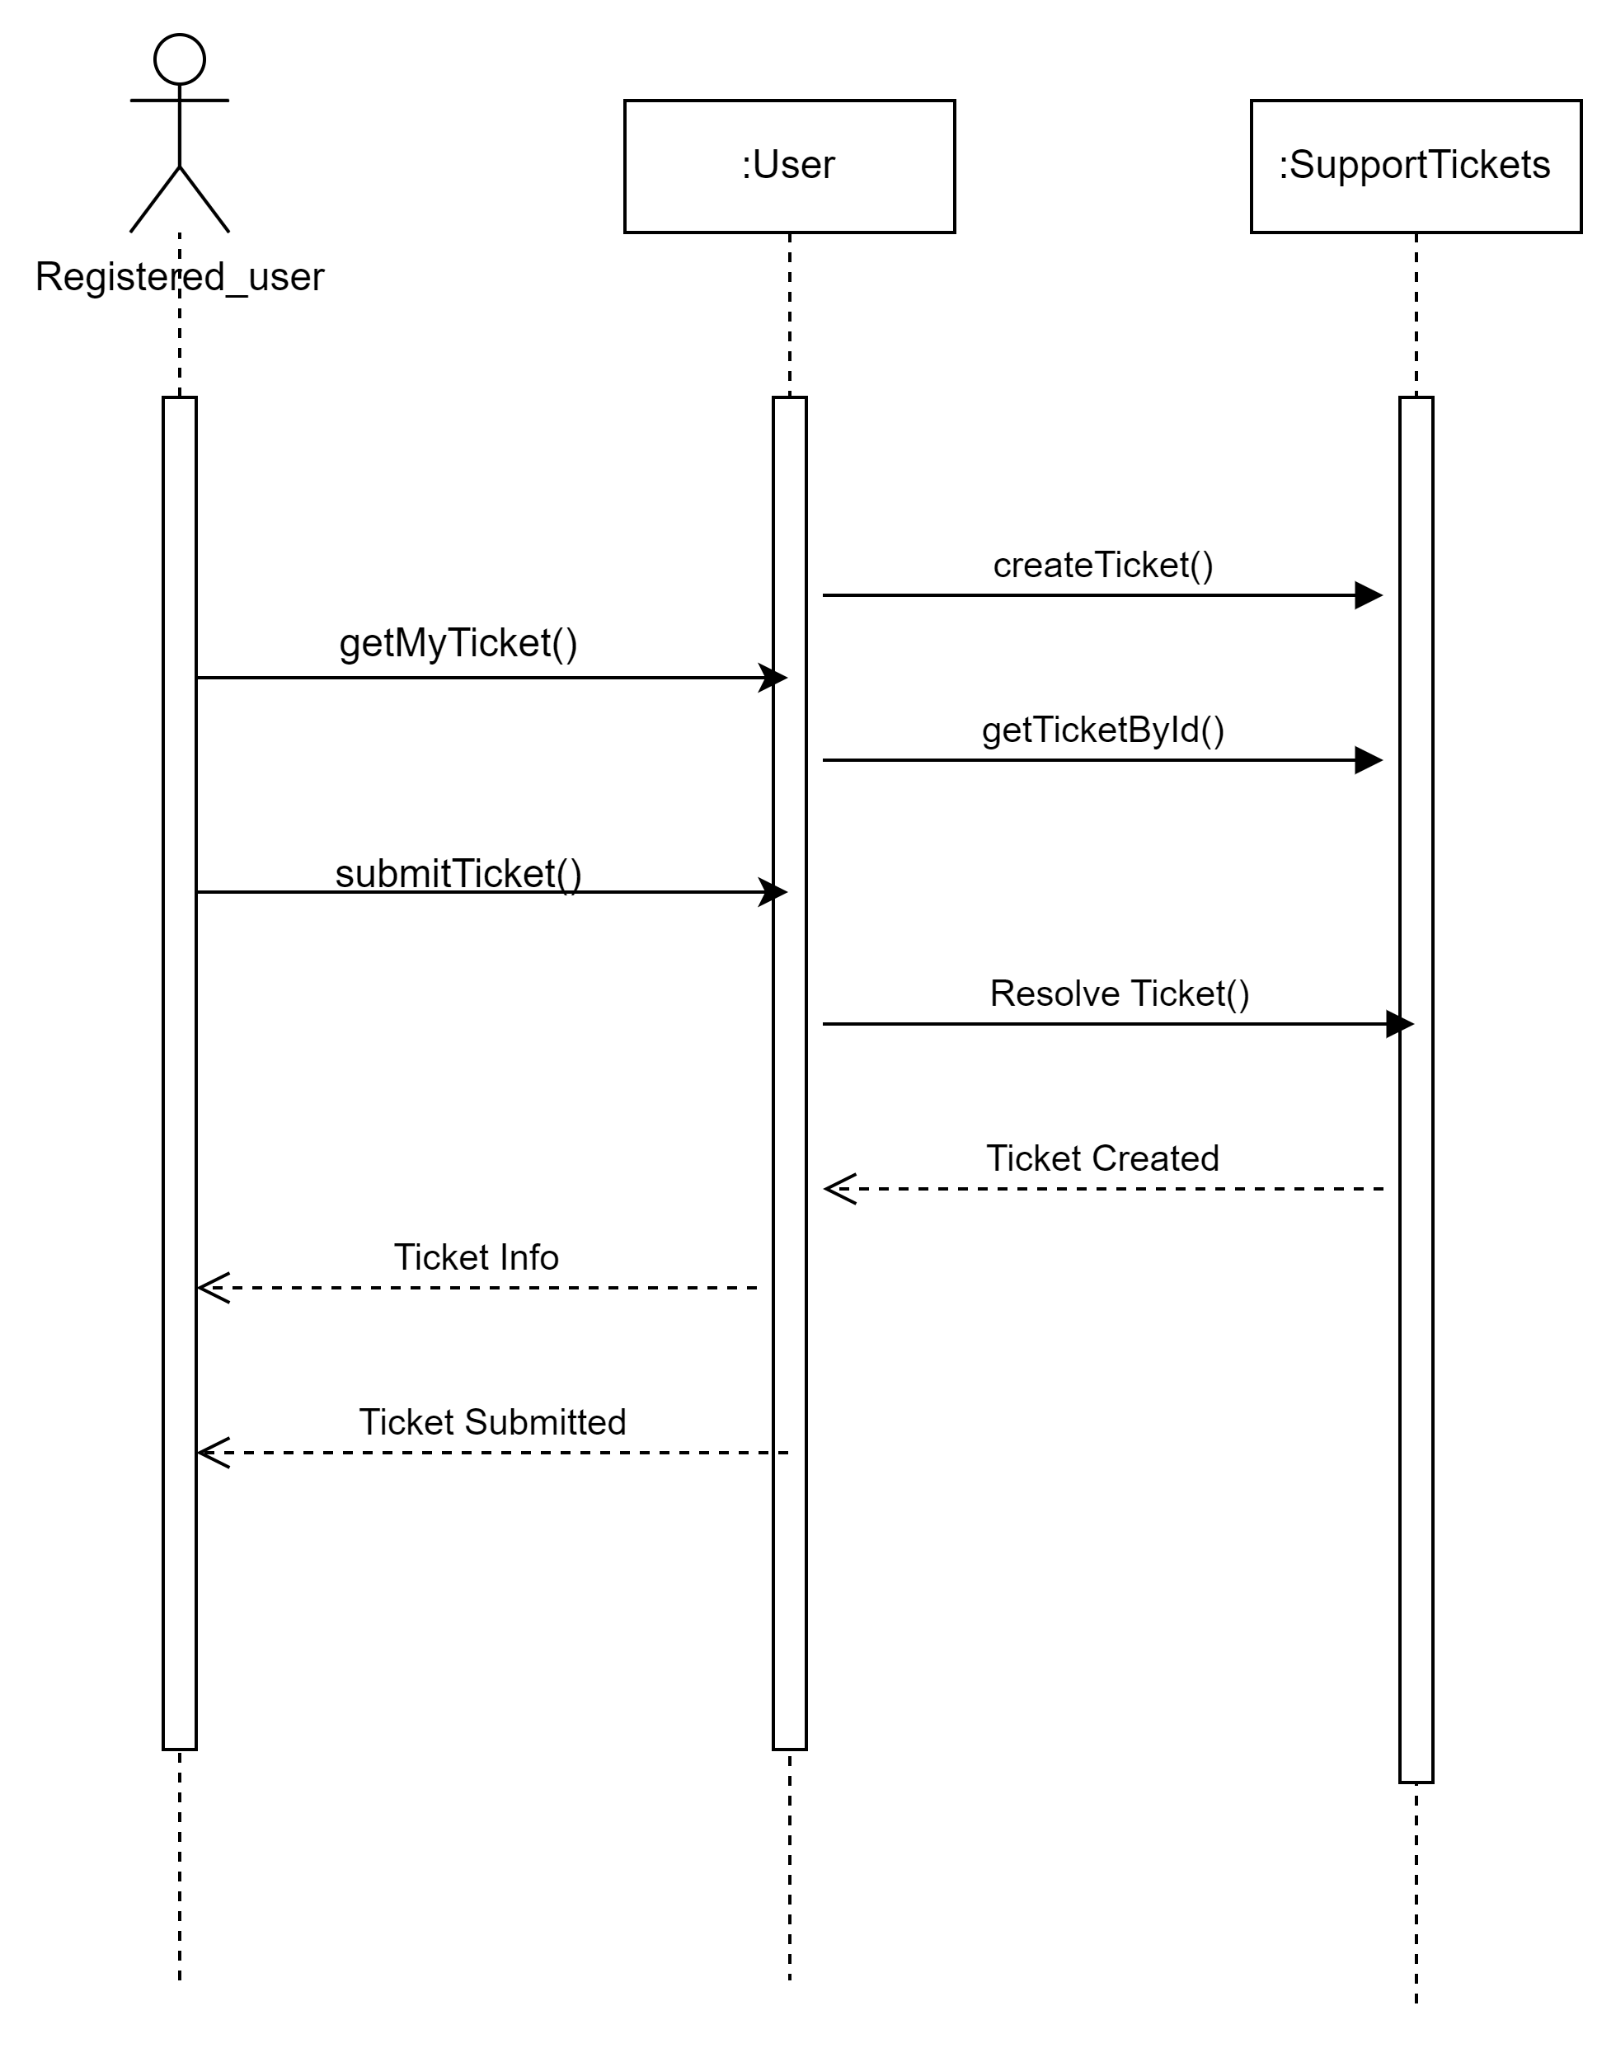 :User
:SupportTickets
Registered_user
createTicket()
getMyTicket()
getTicketById()
submitTicket()
Resolve Ticket()
Ticket Created
Ticket Info
Ticket Submitted